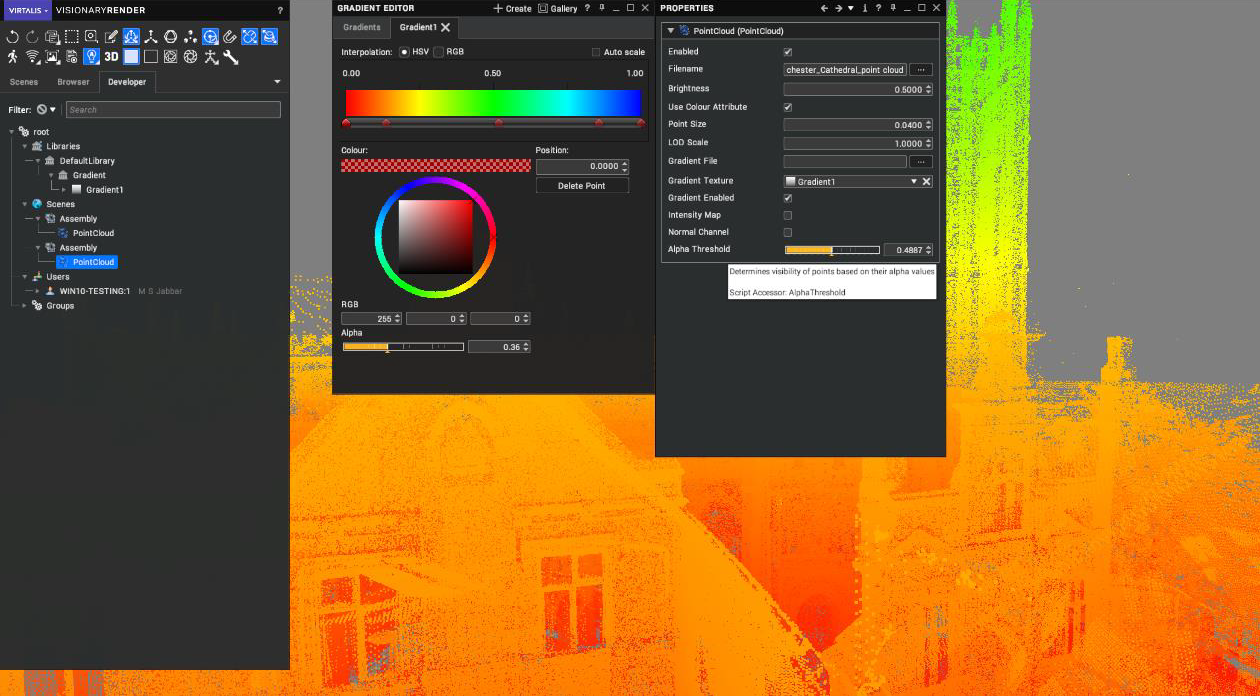 VIRTALIS VISIONARYRENDER ?
3D
Scenes Browser Developer
Filter: Search
root
Libraries
DefaultLibrary
Gradient
Gradient1
Scenes
Assembly
PointCloud
Assembly
PointCloud
Users
WIN10-TESTING:1 M S Jabbar
Groups
GRADIENT EDITOR Create Gallery ?
Gradients Gradient1
Interpolation: HSV RGB Auto scale
0.00 0.50 1.00
Colour: Position:
0.0000
Delete Point
RGB
255 0 0
Alpha
0.36
PROPERTIES i ?
PointCloud (PointCloud)
Enabled
Filename chester_Cathedral_point cloud ...
Brightness 0.5000
Use Colour Attribute
Point Size 0.0400
LOD Scale 1.0000
Gradient File ...
Gradient Texture Gradient1
Gradient Enabled
Intensity Map
Normal Channel
Alpha Threshold 0.4887
Determines visibility of points based on their alpha values
Script Accessor: AlphaThreshold